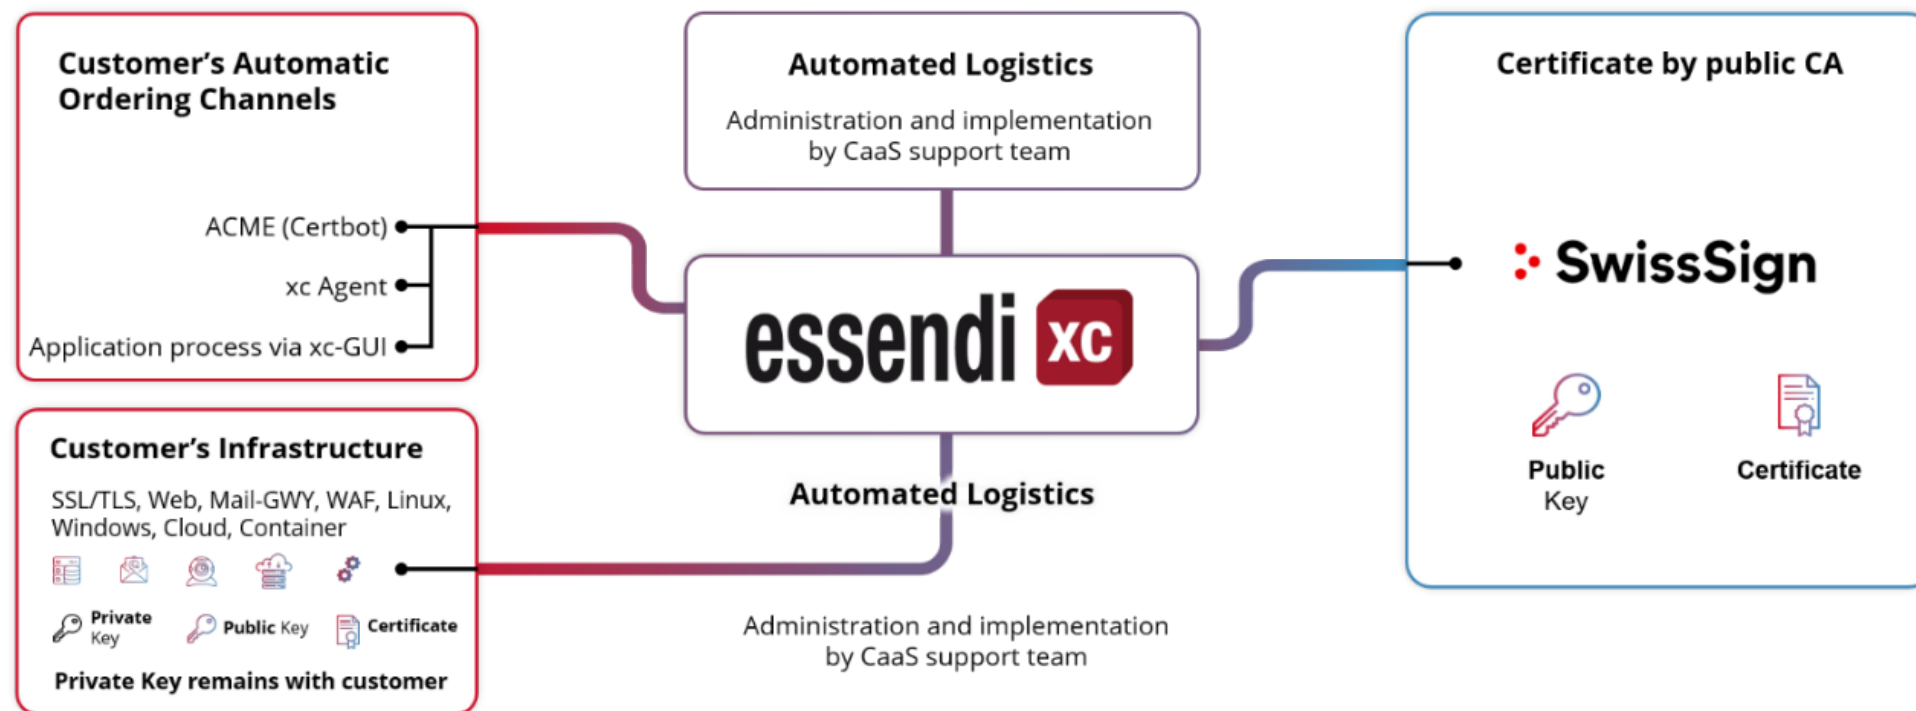 Customer's Automatic
Ordering Channels
ACME (Certbot)
xc Agent
Application process via xc-GUI
Customer's Infrastructure
SSL/TLS, Web, Mail-GWY, WAF, Linux,
Windows, Cloud, Container
Private
Key
Public Key
Certificate
Private Key remains with customer
Automated Logistics
Administration and implementation
by CaaS support team
essendi xc
Automated Logistics
Administration and implementation
by CaaS support team
Certificate by public CA
SwissSign
Public
Key
Certificate